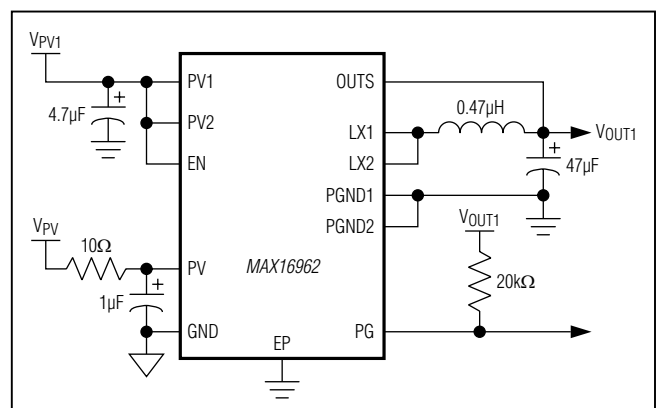 VPV1
4.7µF
VPV
10Ω
1µF
PV1
PV2
EN
PV
GND
MAX16962
EP
OUTS
LX1
LX2
PGND1
PGND2
PG
0.47µH
VOUT1
47µF
VOUT1
20kΩ